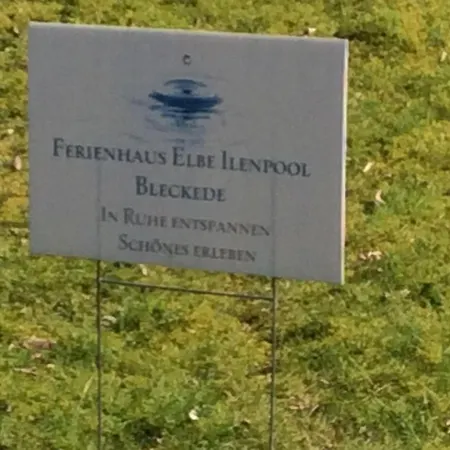 Ferienhaus Elbe Ilenpool
Bleckede
In Ruhe entspannen
Schönes erleben